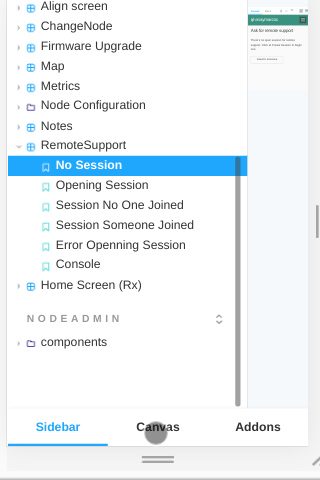 Align screen
ChangeNode
Firmware Upgrade
Map
Metrics
Node Configuration
Notes
RemoteSupport
No Session
Opening Session
Session No One Joined
Session Someone Joined
Error Openning Session
Console
Home Screen (Rx)
NODEADMIN
components
Sidebar
Canvas
Addons
Ask for remote support